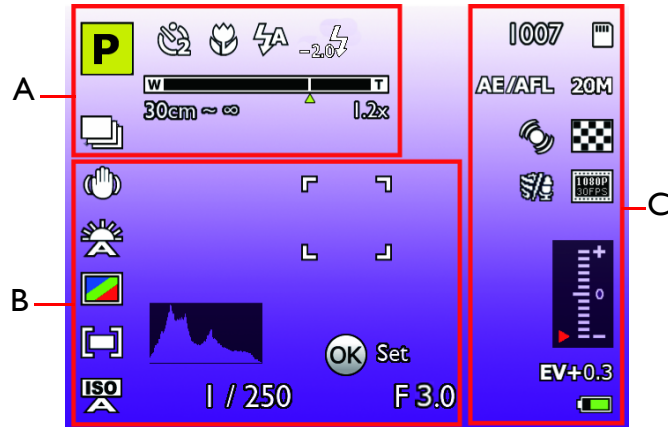 P
2
A
-2.0
1007
W T
30cm ~ ∞ 1.2x
AE/AFL 20M
A
1080P
30FPS
C
A
+
0
B
-
OK Set
EV+0.3
ISO
A
1 / 250 F 3.0